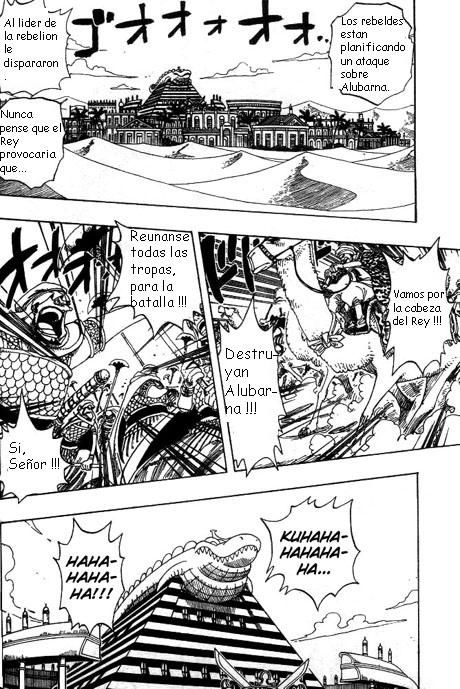 ゴオオオオオ..
Los rebeldes
estan
planificando
un ataque
sobre
Alubarna.
Al lider de
la rebelion
le
dispararon
.
Nunca
pense que el
Rey
provocaria
que...
Vamos por
la cabeza
del Rey !!!
Destru-
yan
Alubar-
na !!!
Reunanse
todas las
tropas,
para la
batalla !!!
Si,
Señor !!!
KUHAHA-
HAHAHA-
HA...
HAHA-
HAHA-
HA!!!